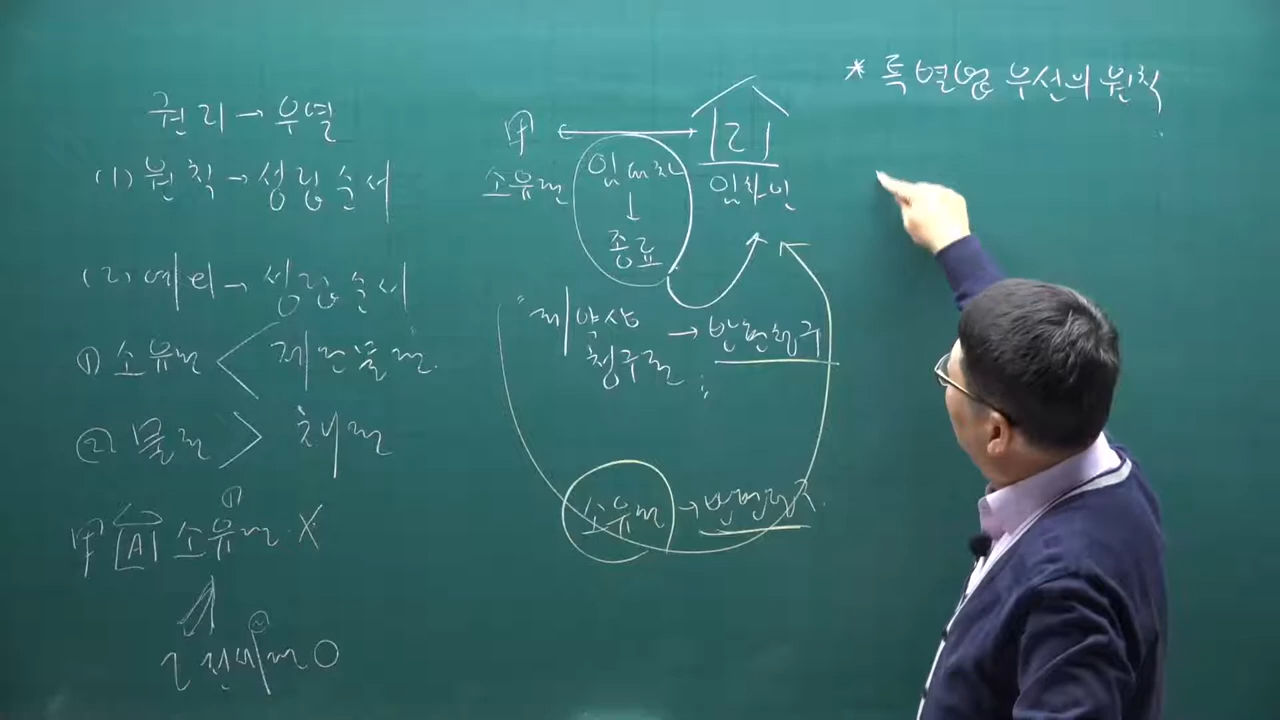 권리→우열
(1) 원칙→성립순서
(2) 예외→성립순서
① 소유권 < 제한물권.
② 물권 > 채권
甲 A 소유권. X
①
乙 전세권 O
②
甲 ↔ 乙
소유권 임대차 임차인
↓
종료
계약상 → 반환청구
청구권
소유권→반환청구.
* 특별법 우선의 원칙